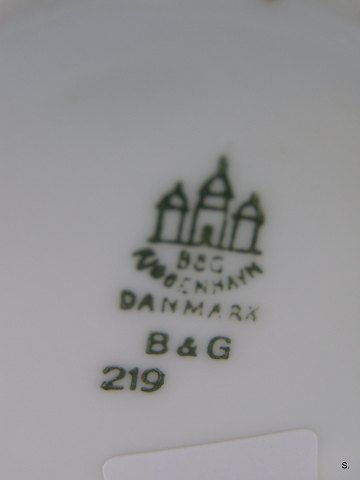 B&G
KØBENHAVN
DANMARK
B & G
219
S.